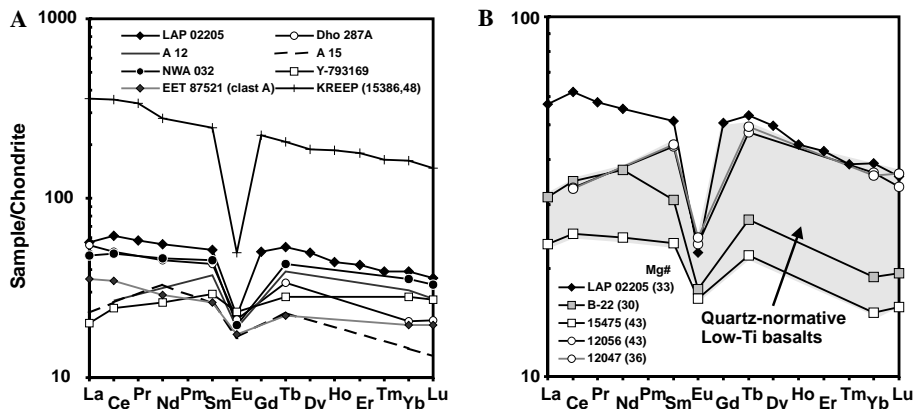 A
B
1000
100
10
Sample/Chondrite
LAP 02205
Dho 287A
A 12
A 15
NWA 032
Y-793169
EET 87521 (clast A)
KREEP (15386,48)
La Ce Pr Nd Pm Sm Eu Gd Tb Dy Ho Er Tm Yb Lu
100
10
Mg#
LAP 02205 (33)
B-22 (30)
15475 (43)
12056 (43)
12047 (36)
Quartz-normative
Low-Ti basalts
La Ce Pr Nd Pm Sm Eu Gd Tb Dy Ho Er Tm Yb Lu